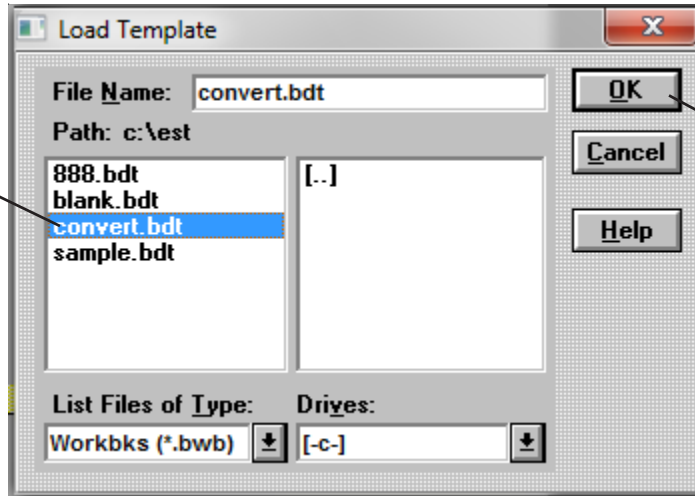 Load Template
File Name: convert.bdt
OK
Path: c:\est
Cancel
888.bdt
blank.bdt
convert.bdt
sample.bdt
[..]
Help
List Files of Type:
Drives:
Workbks (*.bwb)
[-c-]